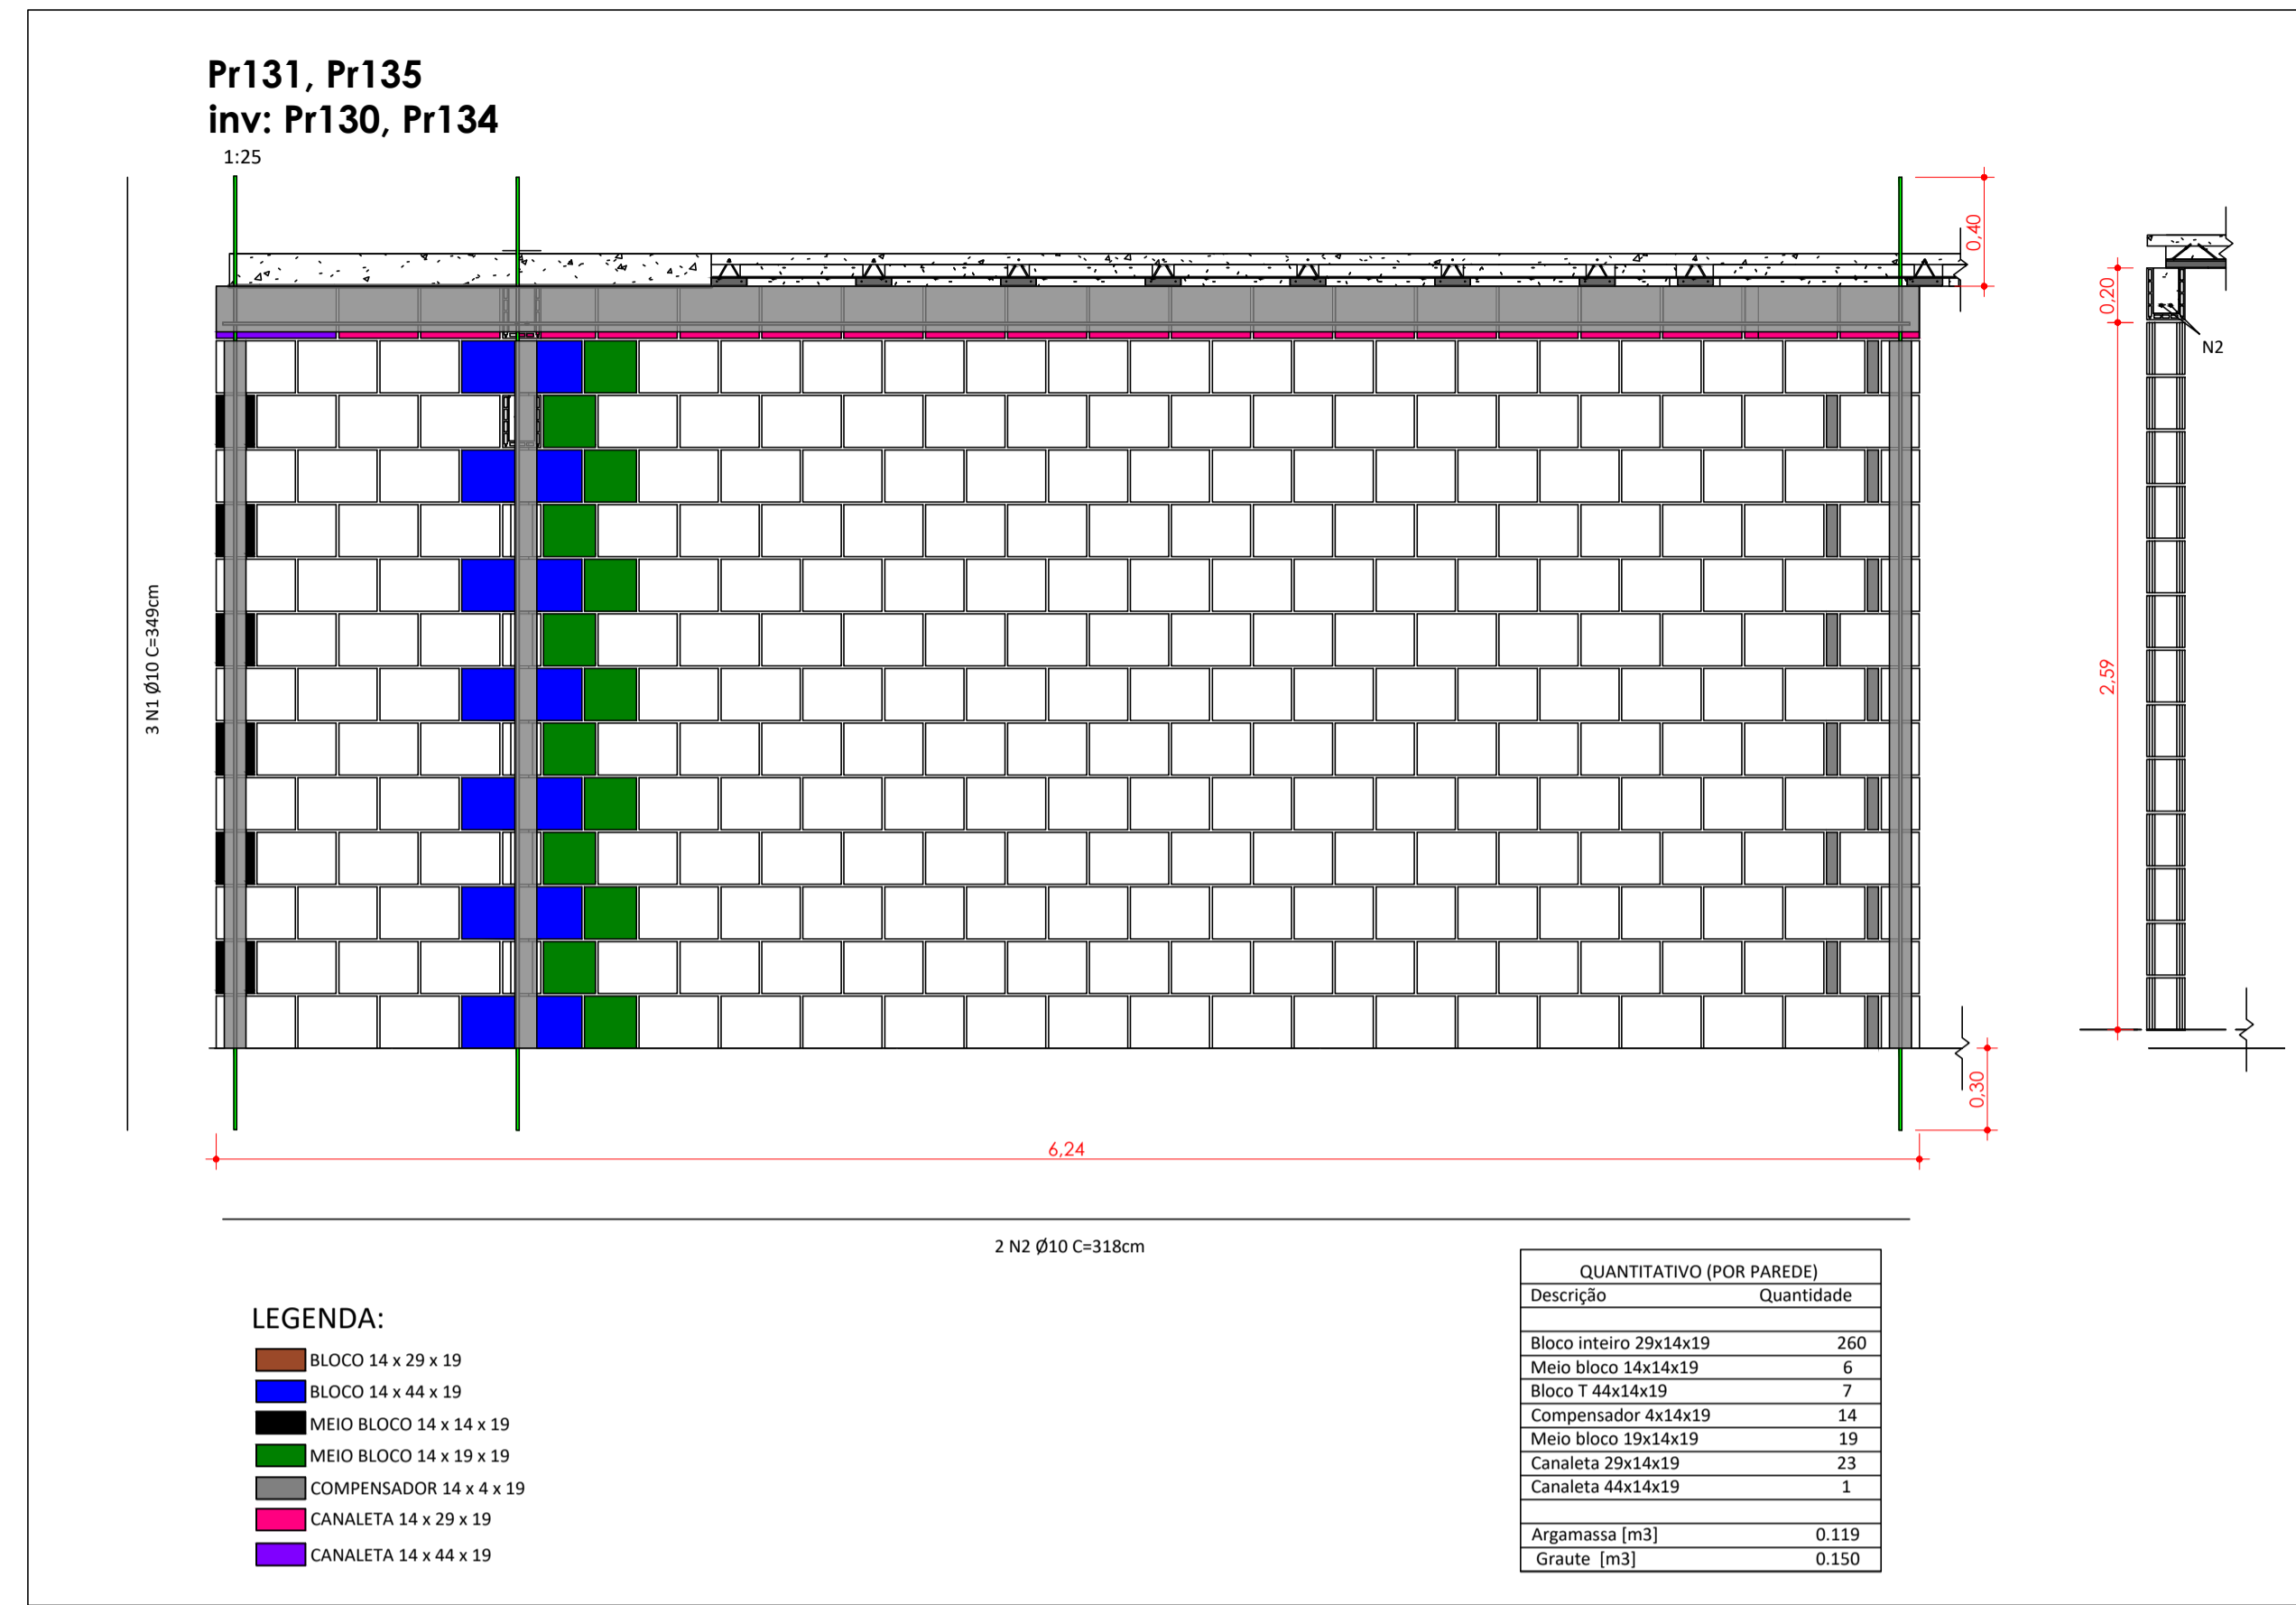 Pr131, Pr135
inv: Pr130, Pr134
1:25
0,40
0,20
N2
3 N1 Ø10 C=349cm
2,59
0,30
6,24
2 N2 Ø10 C=318cm
LEGENDA:
BLOCO 14 x 29 x 19
BLOCO 14 x 44 x 19
MEIO BLOCO 14 x 14 x 19
MEIO BLOCO 14 x 19 x 19
COMPENSADOR 14 x 4 x 19
CANALETA 14 x 29 x 19
CANALETA 14 x 44 x 19
QUANTITATIVO (POR PAREDE)
Descrição Quantidade
Bloco inteiro 29x14x19 260
Meio bloco 14x14x19 6
Bloco T 44x14x19 7
Compensador 4x14x19 14
Meio bloco 19x14x19 19
Canaleta 29x14x19 23
Canaleta 44x14x19 1
Argamassa [m3] 0.119
Graute [m3] 0.150